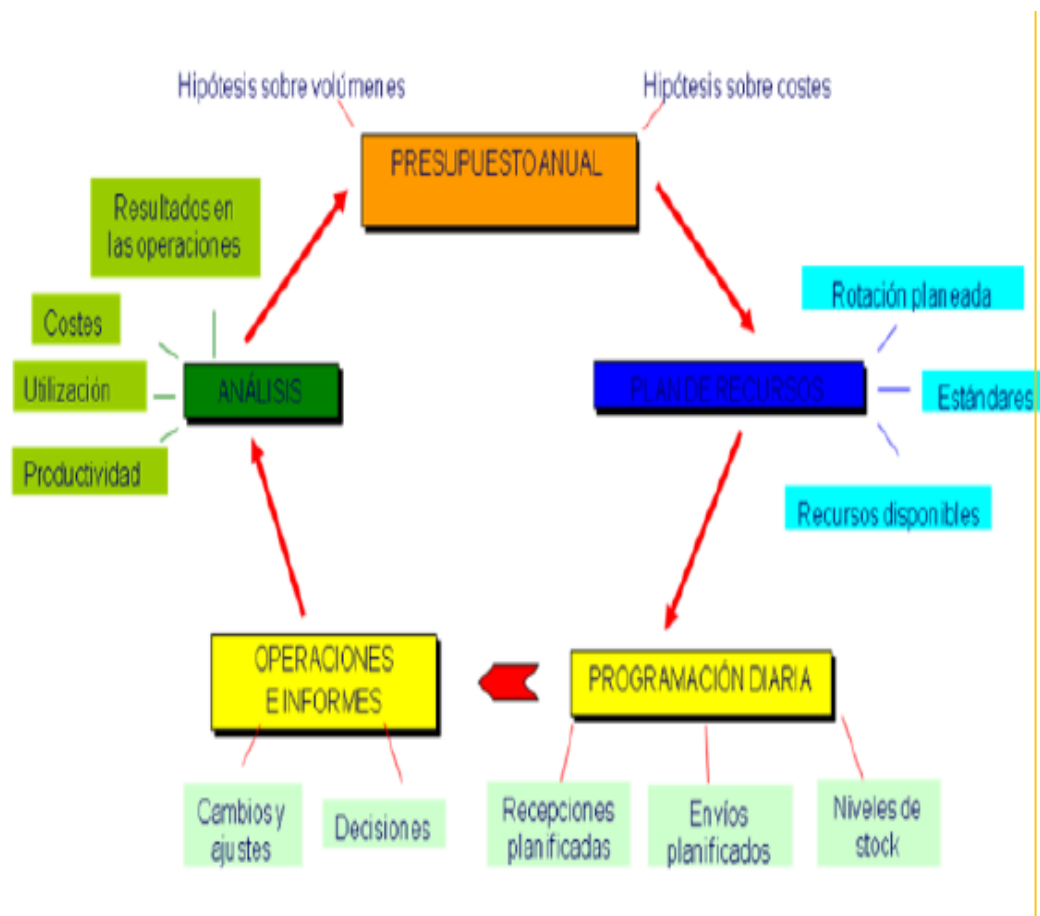 Hipótesis sobre volúmenes
Hipótesis sobre costes
PRESUPUESTO ANUAL
Resultados en
las operaciones
Rotación planeada
Costes
Utilización
ANÁLISIS
PLAN DE RECURSOS
Estándares
Productividad
Recursos disponibles
OPERACIONES
E INFORMES
PROGRAMACIÓN DIARIA
Cambios y
ajustes
Decisiones
Recepciones
planificadas
Envíos
planificados
Niveles de
stock